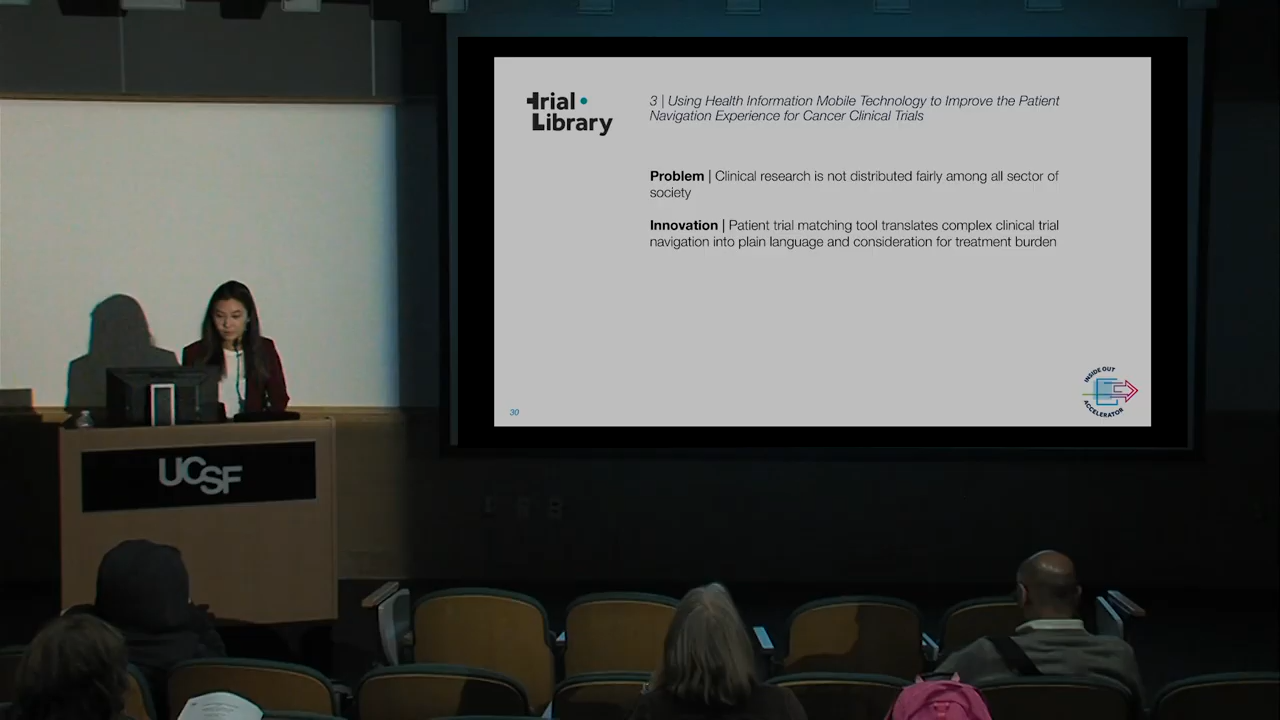 trial
Library
3 | Using Health Information Mobile Technology to Improve the Patient
Navigation Experience for Cancer Clinical Trials
Problem | Clinical research is not distributed fairly among all sector of
society
Innovation | Patient trial matching tool translates complex clinical trial
navigation into plain language and consideration for treatment burden
INSIDE OUT
ACCELERATOR
30
UCSF